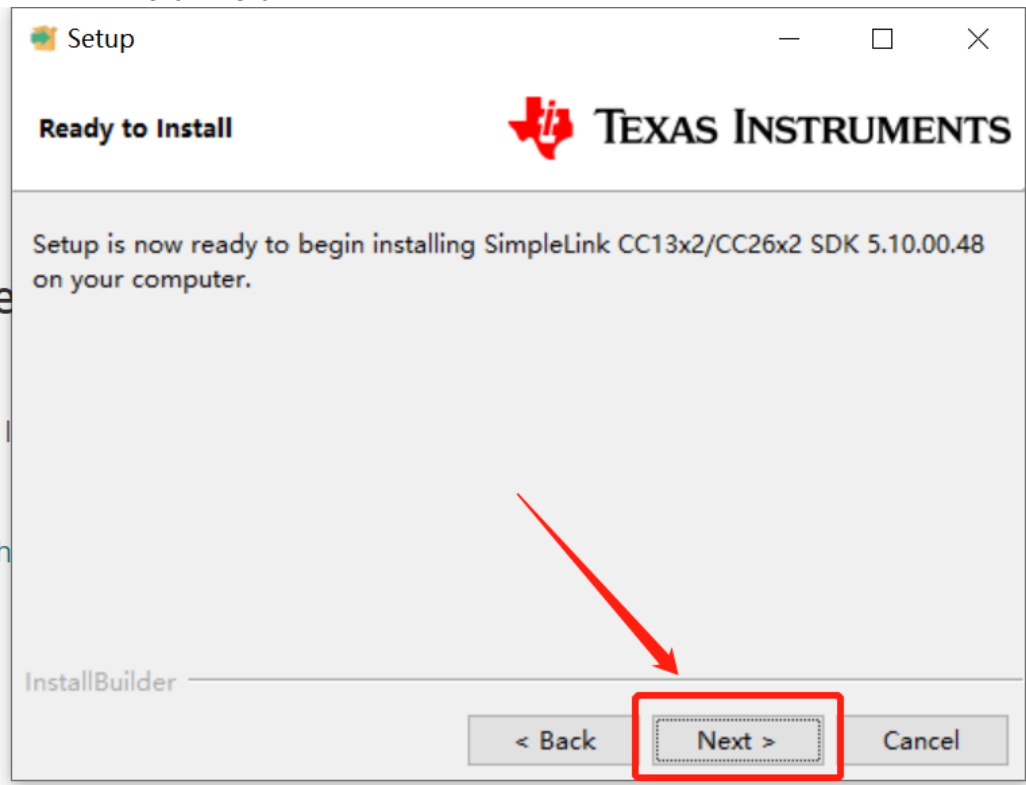 Setup
Ready to Install
TEXAS INSTRUMENTS
Setup is now ready to begin installing SimpleLink CC13x2/CC26x2 SDK 5.10.00.48
on your computer.
InstallBuilder
< Back
Next >
Cancel